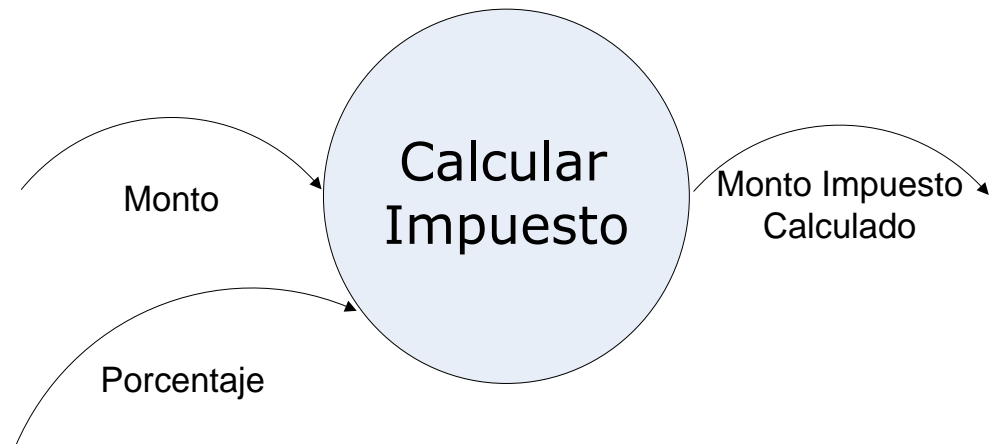 Monto
Porcentaje
Calcular
Impuesto
Monto Impuesto
Calculado